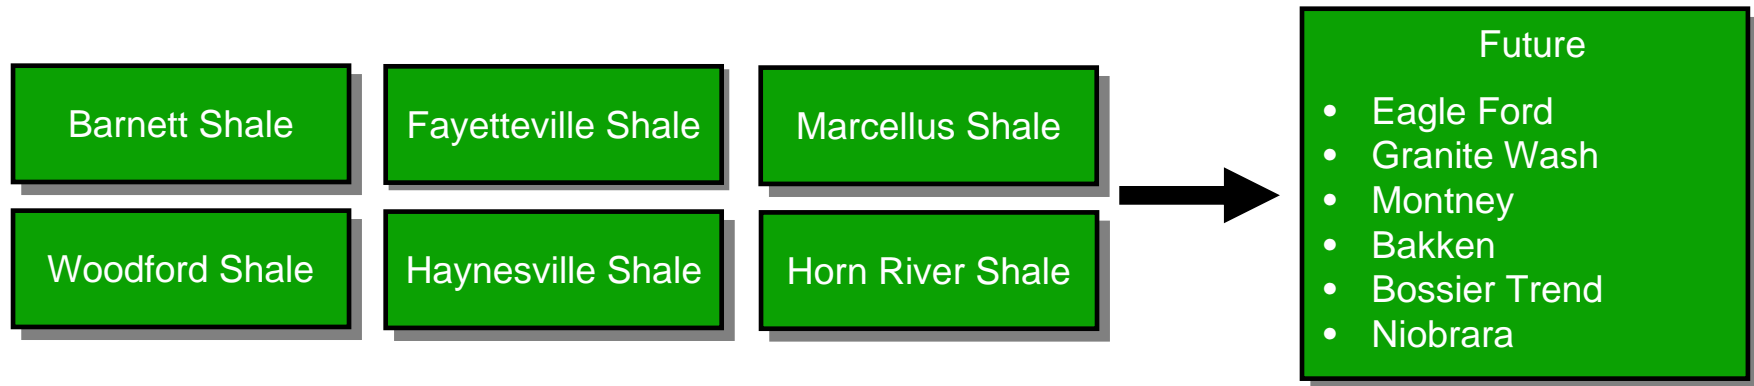 Barnett Shale
Fayetteville Shale
Marcellus Shale
Woodford Shale
Haynesville Shale
Horn River Shale
Future
• Eagle Ford
• Granite Wash
• Montney
• Bakken
• Bossier Trend
• Niobrara